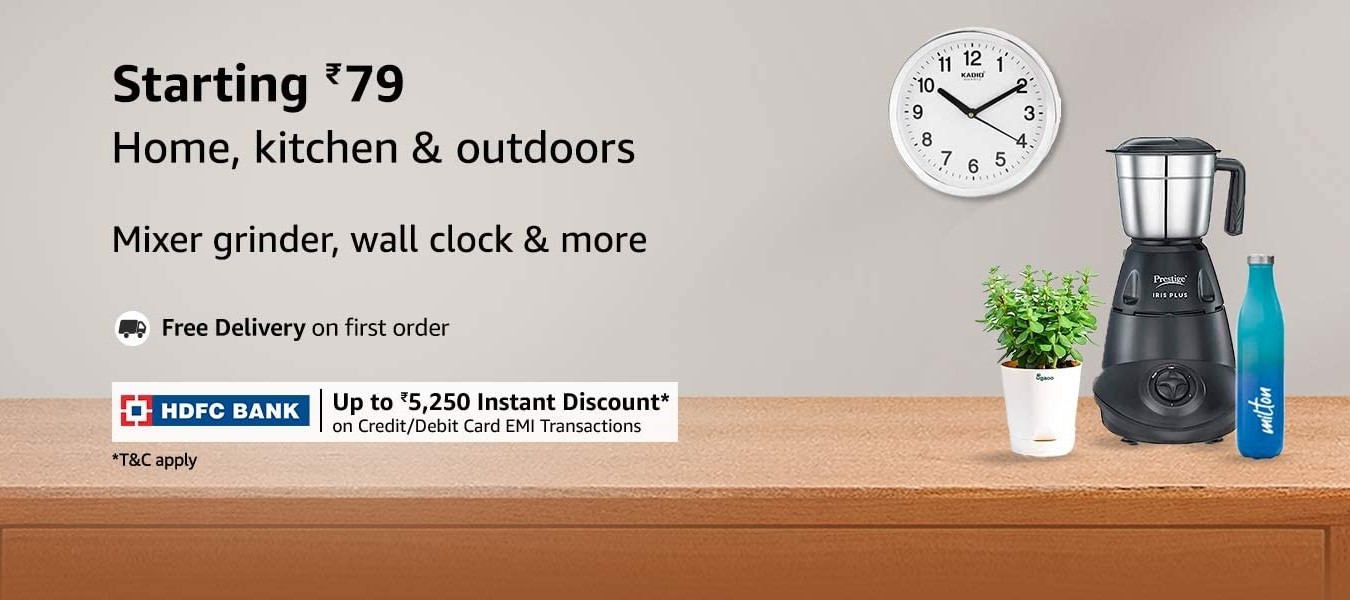 Starting ₹79
Home, kitchen & outdoors
Mixer grinder, wall clock & more
Free Delivery on first order
HDFC BANK
Up to ₹5,250 Instant Discount*
on Credit/Debit Card EMI Transactions
*T&C apply
12
11 1
10 2
9 3
8 4
7 5
6
KADIO
Prestige
IRIS PLUS
Ugaoo
milton